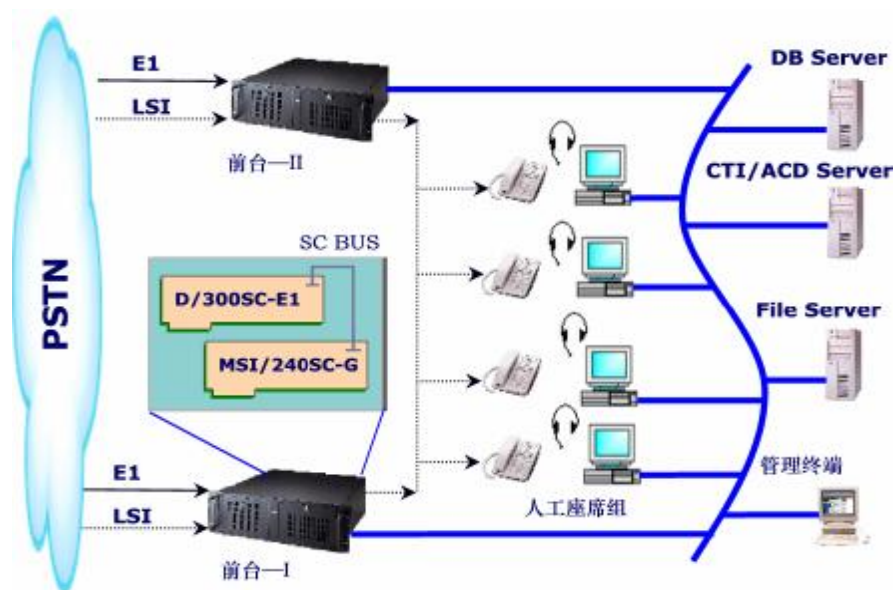 E1
LSI
前台—II
DB Server
CTI/ACD Server
SC BUS
D/300SC-E1
MSI/240SC-G
PSTN
File Server
E1
LSI
前台—I
人工座席组
管理终端